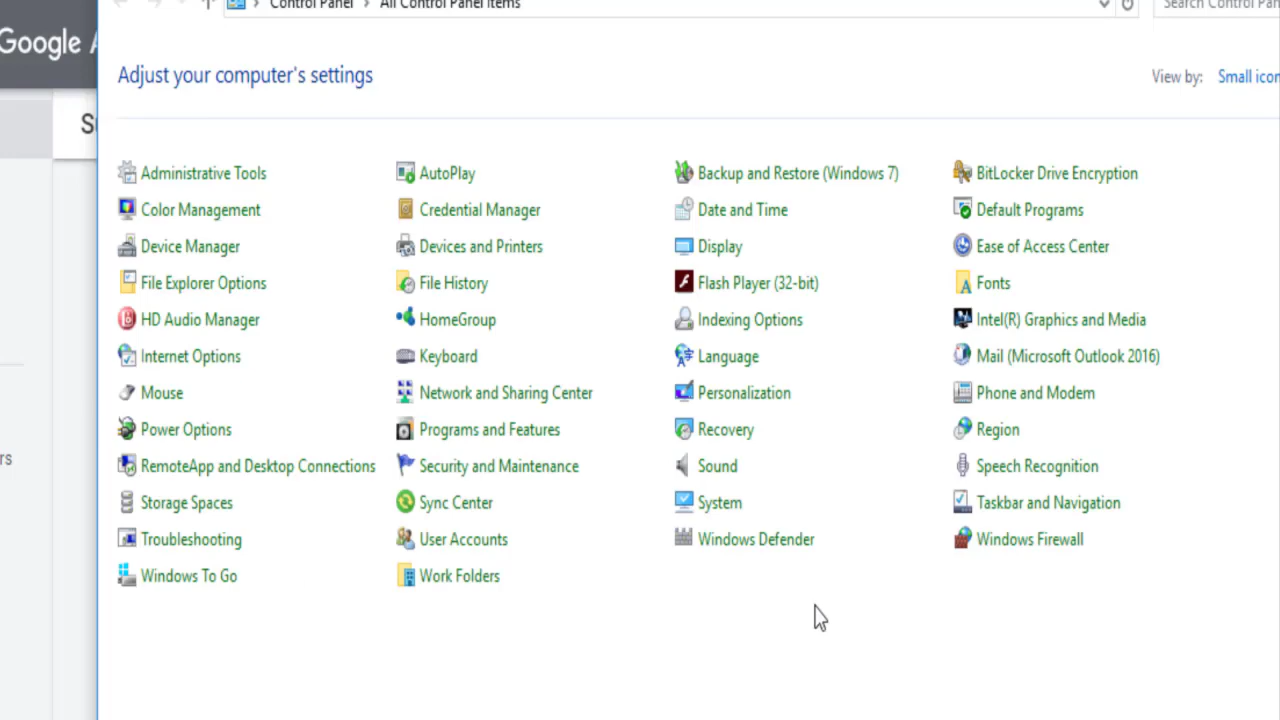 Control Panel > All Control Panel Items
Search Control Pan
Google A
Adjust your computer's settings
View by: Small icon
S
Administrative Tools
AutoPlay
Backup and Restore (Windows 7)
BitLocker Drive Encryption
Color Management
Credential Manager
Date and Time
Default Programs
Device Manager
Devices and Printers
Display
Ease of Access Center
File Explorer Options
File History
Flash Player (32-bit)
Fonts
HD Audio Manager
HomeGroup
Indexing Options
Intel(R) Graphics and Media
Internet Options
Keyboard
Language
Mail (Microsoft Outlook 2016)
Mouse
Network and Sharing Center
Personalization
Phone and Modem
Power Options
Programs and Features
Recovery
Region
rs
RemoteApp and Desktop Connections
Security and Maintenance
Sound
Speech Recognition
Storage Spaces
Sync Center
System
Taskbar and Navigation
Troubleshooting
User Accounts
Windows Defender
Windows Firewall
Windows To Go
Work Folders